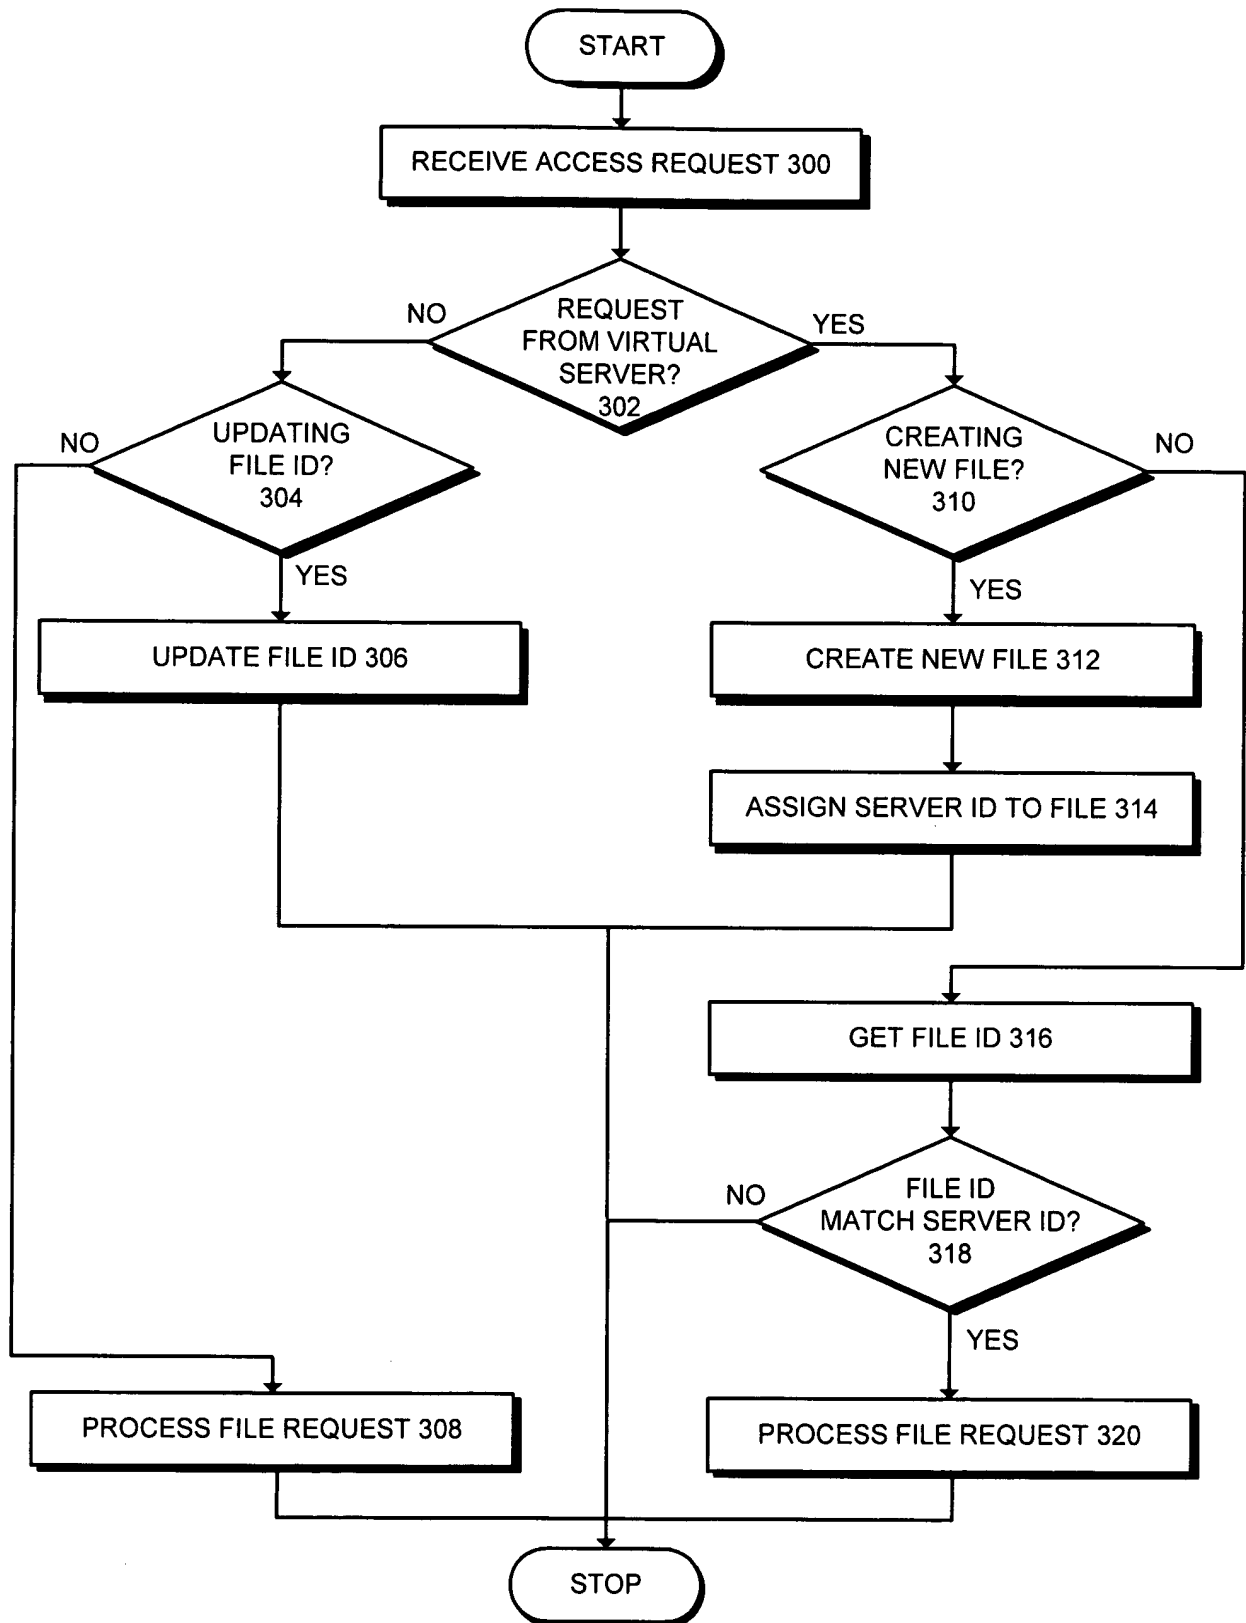 START
RECEIVE ACCESS REQUEST 300
REQUEST
FROM VIRTUAL
SERVER?
302
NO
YES
UPDATING
FILE ID?
304
NO
YES
CREATING
NEW FILE?
310
NO
YES
UPDATE FILE ID 306
CREATE NEW FILE 312
ASSIGN SERVER ID TO FILE 314
GET FILE ID 316
FILE ID
MATCH SERVER ID?
318
NO
YES
PROCESS FILE REQUEST 308
PROCESS FILE REQUEST 320
STOP